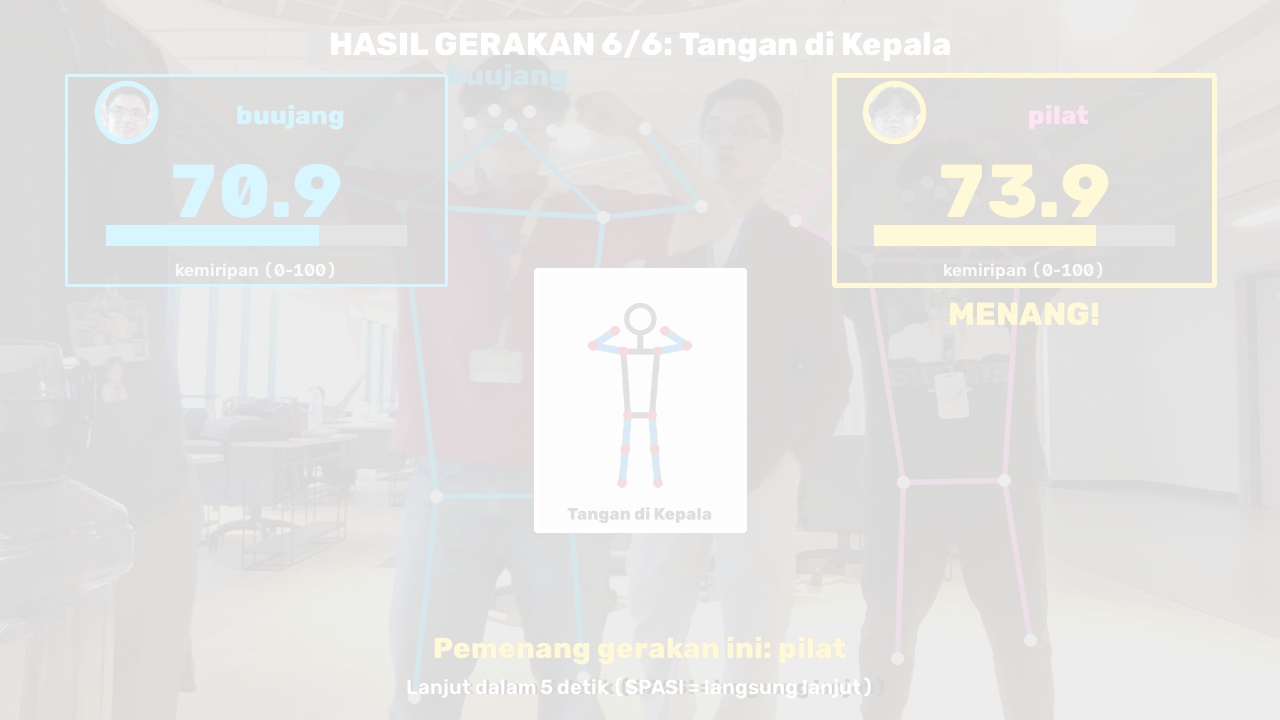 HASIL GERAKAN 6/6: Tangan di Kepala
buujang
buujang
70.9
kemiripan (0-100)
pilat
73.9
kemiripan (0-100)
MENANG!
Tangan di Kepala
Pemenang gerakan ini: pilat
Lanjut dalam 5 detik (SPASI = langsung lanjut)